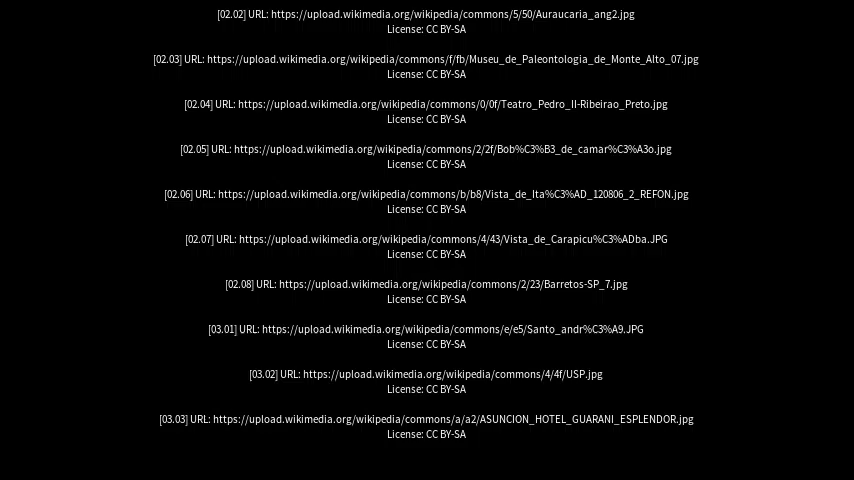 [02.02] URL: https://upload.wikimedia.org/wikipedia/commons/5/50/Auraucaria_ang2.jpg
License: CC BY-SA
[02.03] URL: https://upload.wikimedia.org/wikipedia/commons/f/fb/Museu_de_Paleontologia_de_Monte_Alto_07.jpg
License: CC BY-SA
[02.04] URL: https://upload.wikimedia.org/wikipedia/commons/0/0f/Teatro_Pedro_II-Ribeirao_Preto.jpg
License: CC BY-SA
[02.05] URL: https://upload.wikimedia.org/wikipedia/commons/2/2f/Bob%C3%B3_de_camar%C3%A3o.jpg
License: CC BY-SA
[02.06] URL: https://upload.wikimedia.org/wikipedia/commons/b/b8/Vista_de_Ita%C3%AD_120806_2_REFON.jpg
License: CC BY-SA
[02.07] URL: https://upload.wikimedia.org/wikipedia/commons/4/43/Vista_de_Carapicu%C3%ADba.JPG
License: CC BY-SA
[02.08] URL: https://upload.wikimedia.org/wikipedia/commons/2/23/Barretos-SP_7.jpg
License: CC BY-SA
[03.01] URL: https://upload.wikimedia.org/wikipedia/commons/e/e5/Santo_andr%C3%A9.JPG
License: CC BY-SA
[03.02] URL: https://upload.wikimedia.org/wikipedia/commons/4/4f/USP.jpg
License: CC BY-SA
[03.03] URL: https://upload.wikimedia.org/wikipedia/commons/a/a2/ASUNCION_HOTEL_GUARANI_ESPLENDOR.jpg
License: CC BY-SA